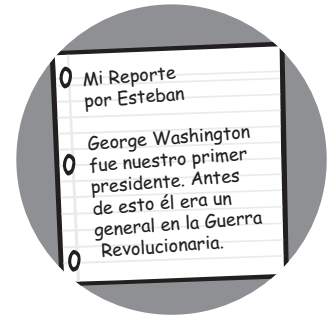 Mi Reporte
por Esteban
George Washington
fue nuestro primer
presidente. Antes
de esto él era un
general en la Guerra
Revolucionaria.